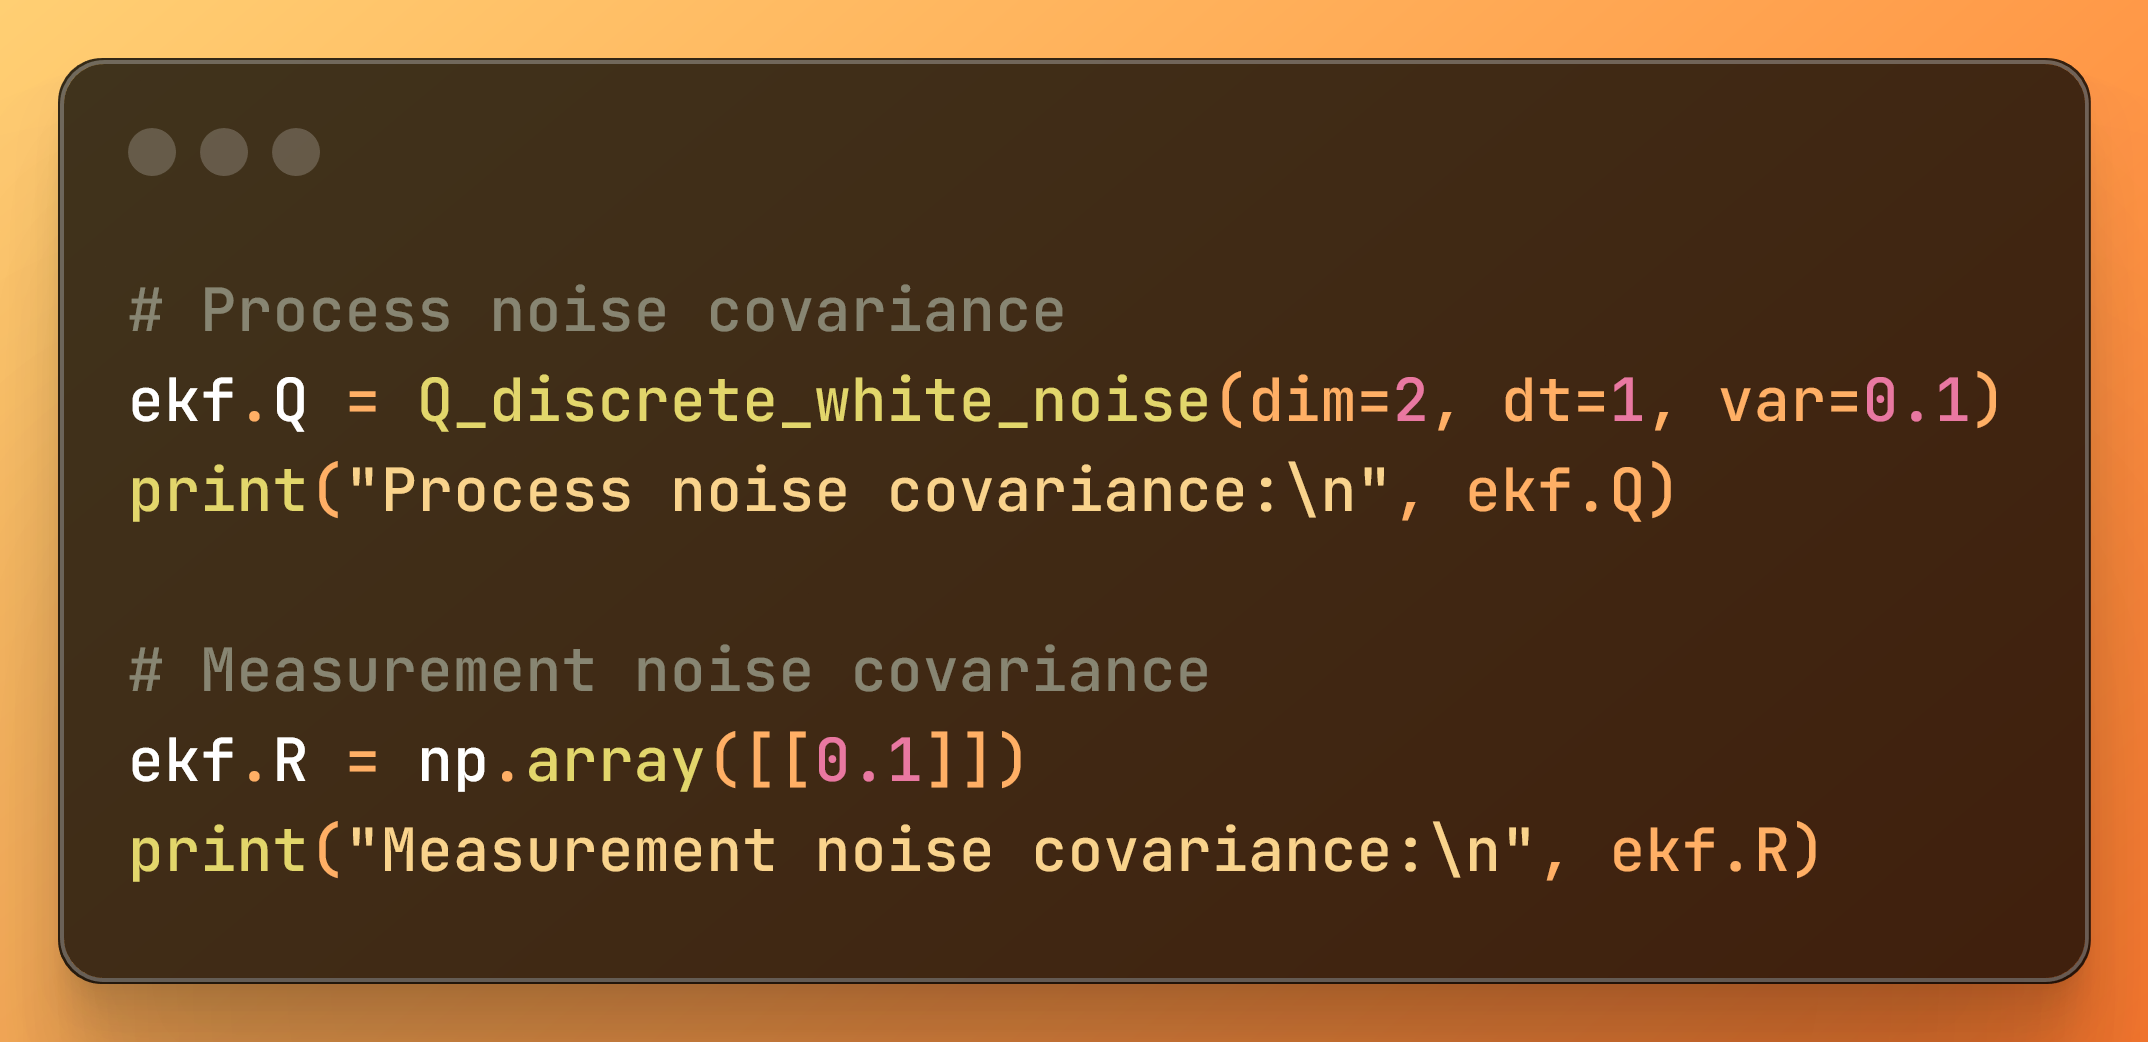 # Process noise covariance
ekf.Q = Q_discrete_white_noise(dim=2, dt=1, var=0.1)
print("Process noise covariance:\n", ekf.Q)
# Measurement noise covariance
ekf.R = np.array([[0.1]])
print("Measurement noise covariance:\n", ekf.R)